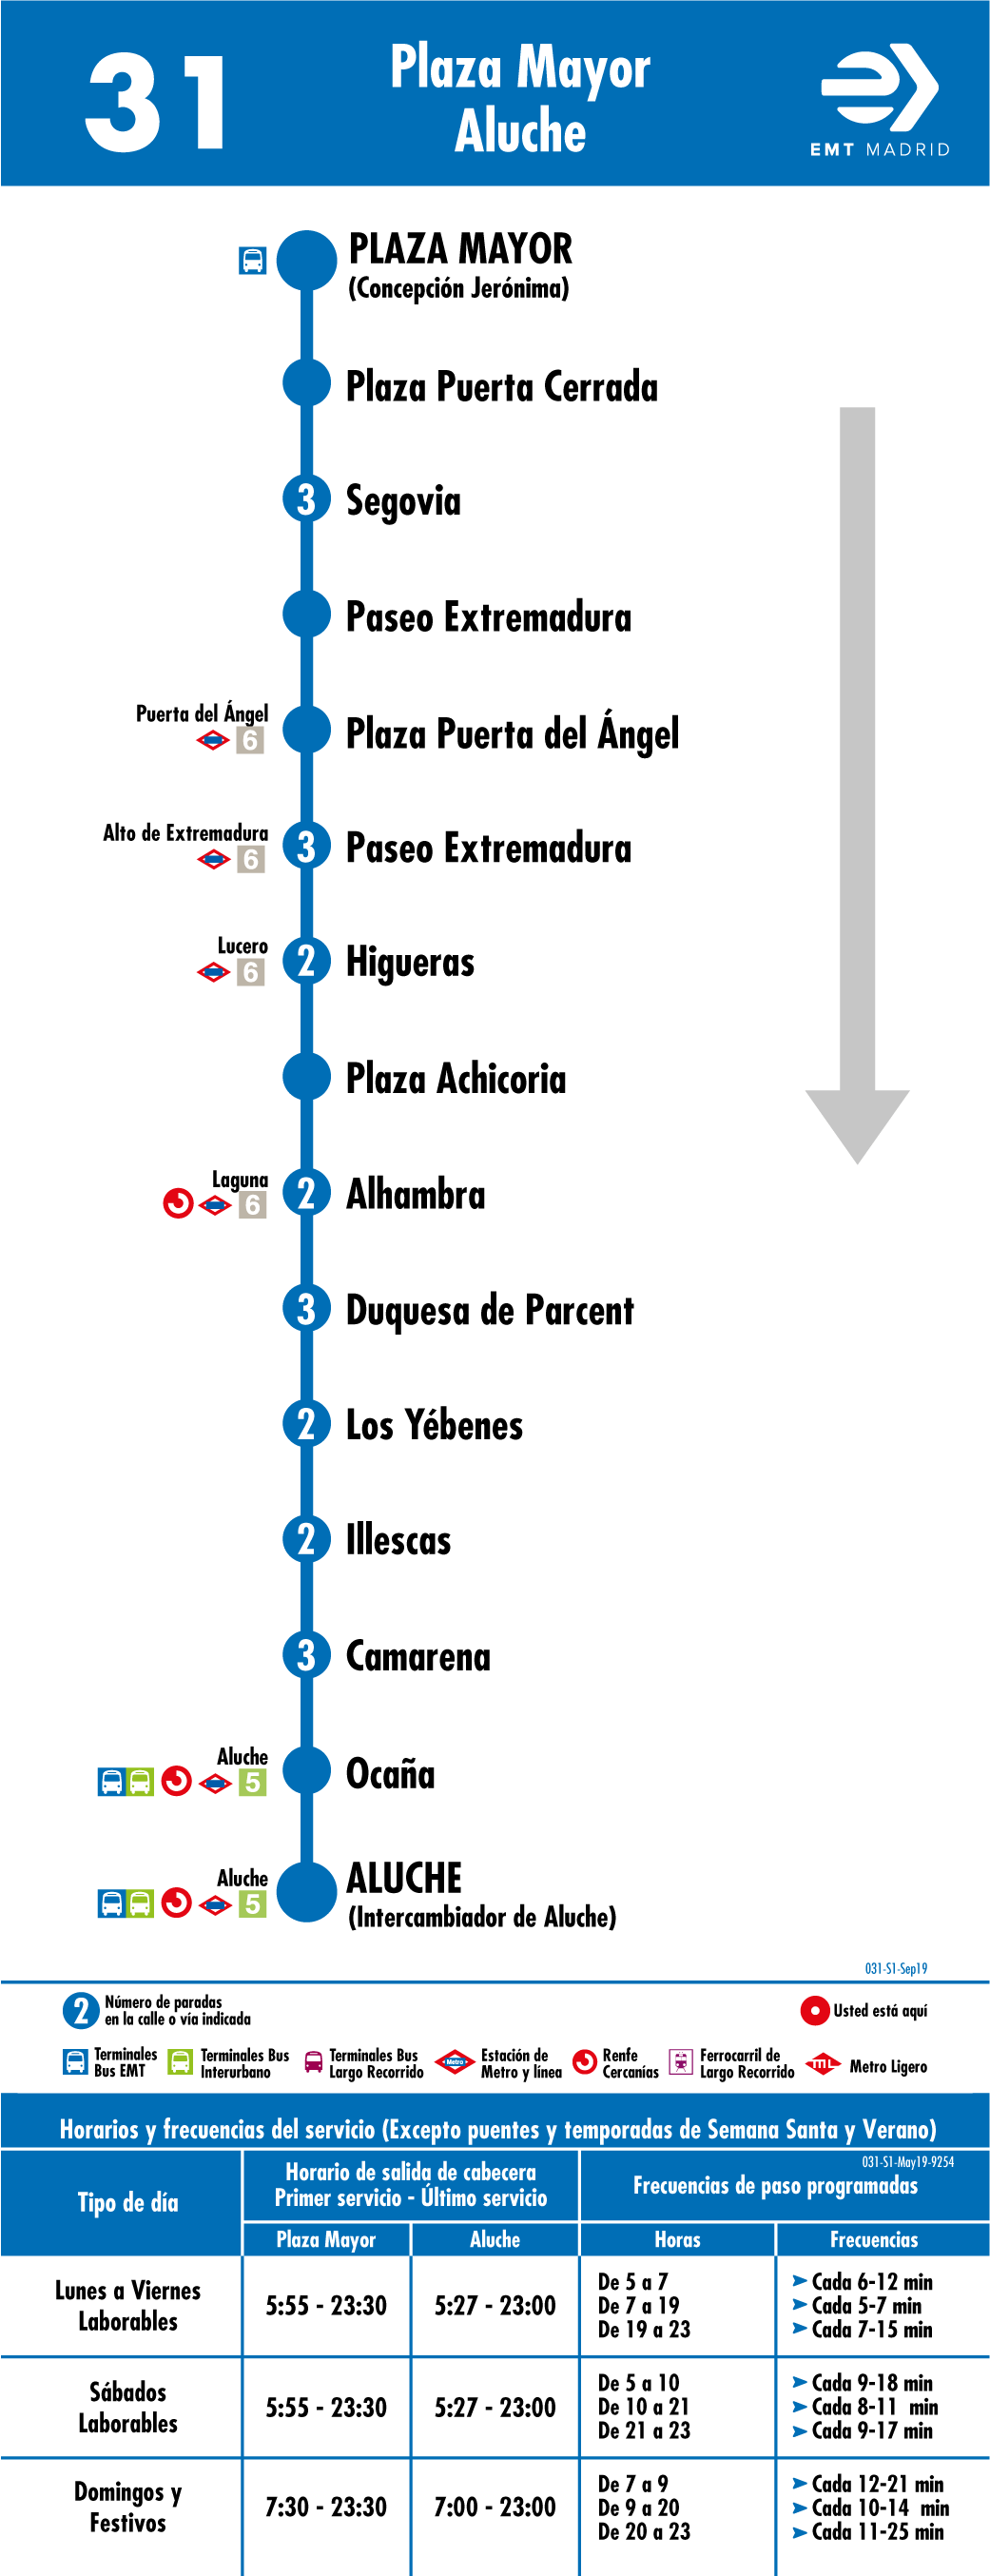 31
Plaza Mayor
Aluche
EMT MADRID
PLAZA MAYOR
(Concepción Jerónima)
Plaza Puerta Cerrada
3 Segovia
Paseo Extremadura
Puerta del Ángel
6
Plaza Puerta del Ángel
Alto de Extremadura
6
3 Paseo Extremadura
Lucero
6
2 Higueras
Plaza Achicoria
Laguna
6
2 Alhambra
3 Duquesa de Parcent
2 Los Yébenes
2 Illescas
3 Camarena
Aluche
5
Ocaña
Aluche
5
ALUCHE
(Intercambiador de Aluche)
031-S1-Sep19
2 Número de paradas
en la calle o vía indicada
Usted está aquí
Terminales
Bus EMT
Terminales Bus
Interurbano
Terminales Bus
Largo Recorrido
Metro
Estación de
Metro y línea
Renfe
Cercanías
Ferrocarril de
Largo Recorrido
ML
Metro Ligero
Horarios y frecuencias del servicio (Excepto puentes y temporadas de Semana Santa y Verano)
031-S1-May19-9254
Tipo de día
Horario de salida de cabecera
Primer servicio - Último servicio
Frecuencias de paso programadas
Plaza Mayor
Aluche
Horas
Frecuencias
Lunes a Viernes
Laborables
5:55 - 23:30
5:27 - 23:00
De 5 a 7
Cada 6-12 min
De 7 a 19
Cada 5-7 min
De 19 a 23
Cada 7-15 min
Sábados
Laborables
5:55 - 23:30
5:27 - 23:00
De 5 a 10
Cada 9-18 min
De 10 a 21
Cada 8-11 min
De 21 a 23
Cada 9-17 min
Domingos y
Festivos
7:30 - 23:30
7:00 - 23:00
De 7 a 9
Cada 12-21 min
De 9 a 20
Cada 10-14 min
De 20 a 23
Cada 11-25 min